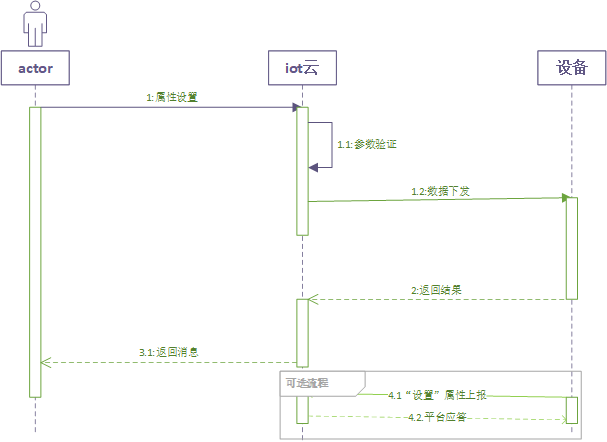 actor
iot云
设备
1:属性设置
1.1:参数验证
1.2:数据下发
2:返回结果
3.1:返回消息
可选流程
4.1“设置”属性上报
4.2.平台应答